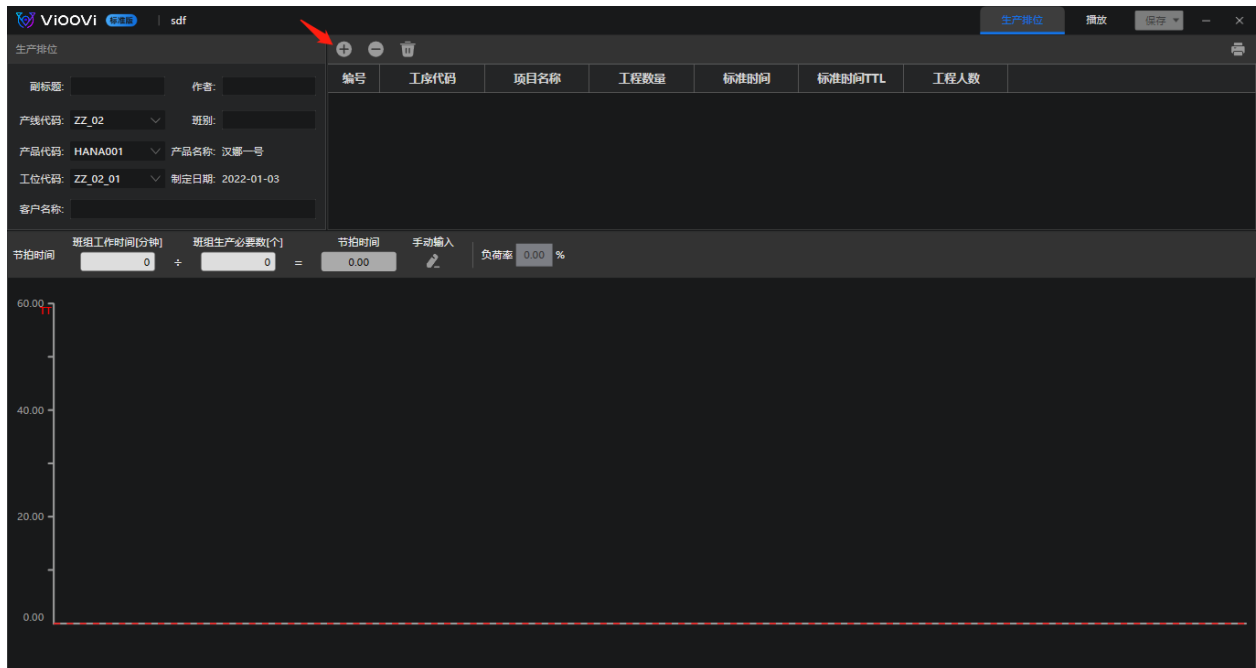 ViOOVi 标准版 sdf 生产排位 播放 保存
生产排位
编号 工序代码 项目名称 工程数量 标准时间 标准时间TTL 工程人数
副标题: 作者:
产线代码: ZZ_02 班别:
产品代码: HANA001 产品名称: 汉娜一号
工位代码: ZZ_02_01 制定日期: 2022-01-03
客户名称:
班组工作时间[分钟] 班组生产必要数[个] 节拍时间 手动输入
节拍时间 0 ÷ 0 = 0.00 负荷率 0.00 %
60.00
TT
40.00
20.00
0.00